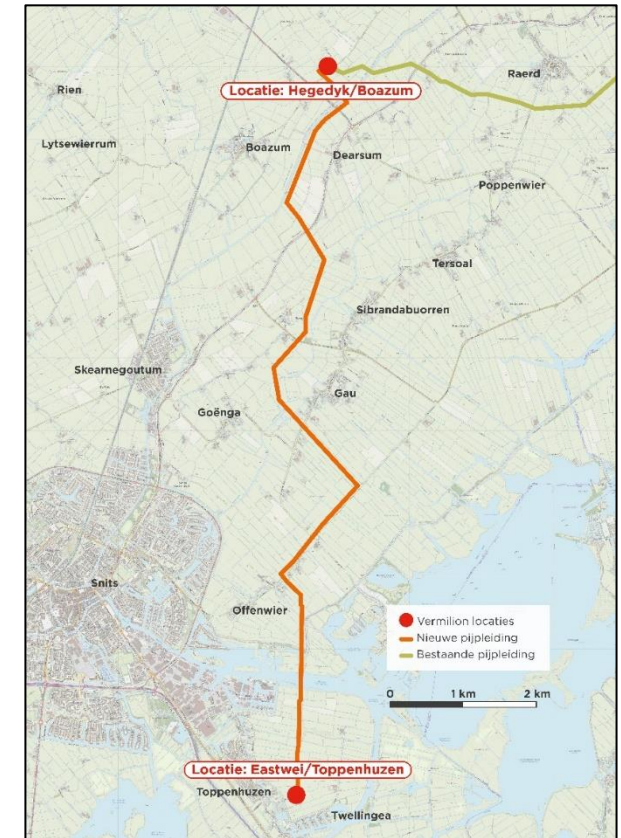 Raerd
Rien
Locatie: Hegedyk/Boazum
Lytsewierrum
Boazum
Dearsum
Poppenwier
Tersoal
Sibrandabuorren
Skearnegoutum
Gau
Goënga
Snits
Offenwier
Vermilion locaties
Nieuwe pijpleiding
Bestaande pijpleiding
0 1 km 2 km
Locatie: Eastwei/Toppenhuzen
Toppenhuzen
Twellingea